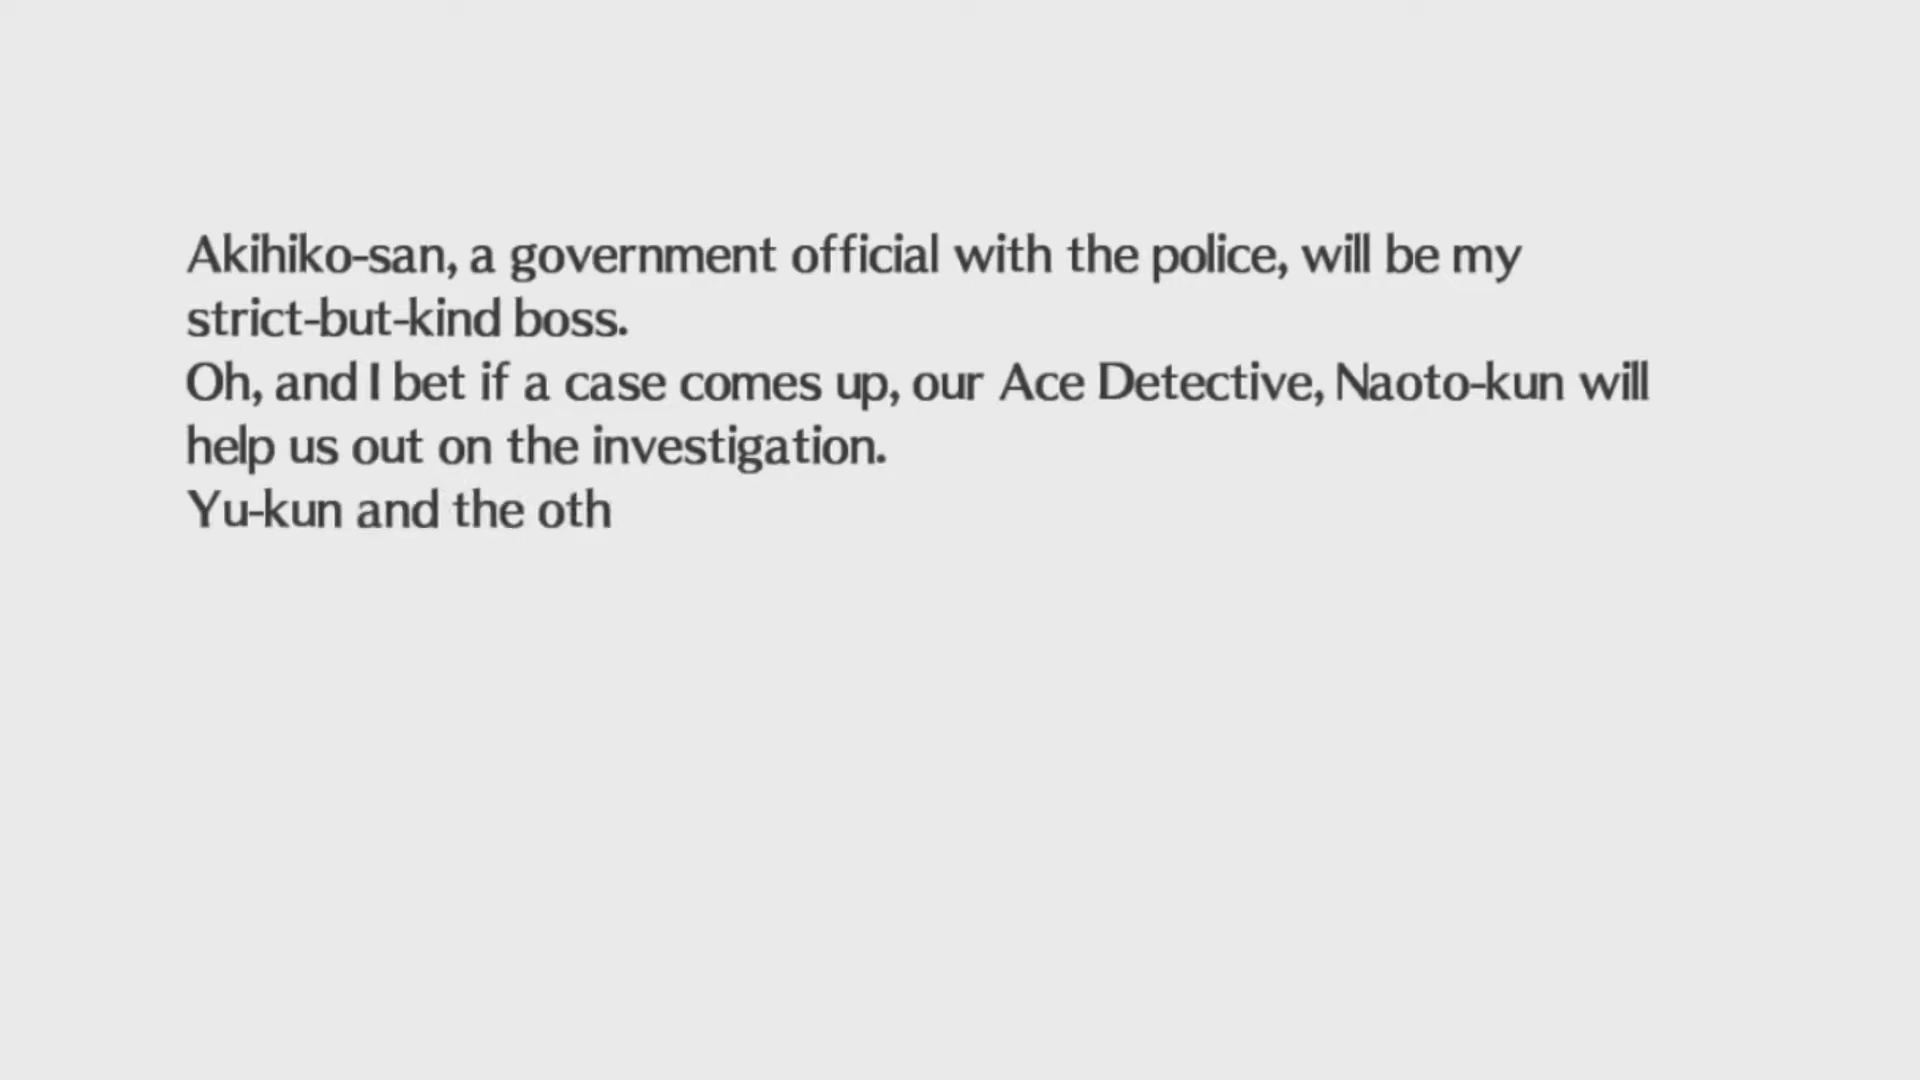 Akihiko-san, a government official with the police, will be my
strict-but-kind boss.
Oh, and I bet if a case comes up, our Ace Detective, Naoto-kun will
help us out on the investigation.
Yu-kun and the oth